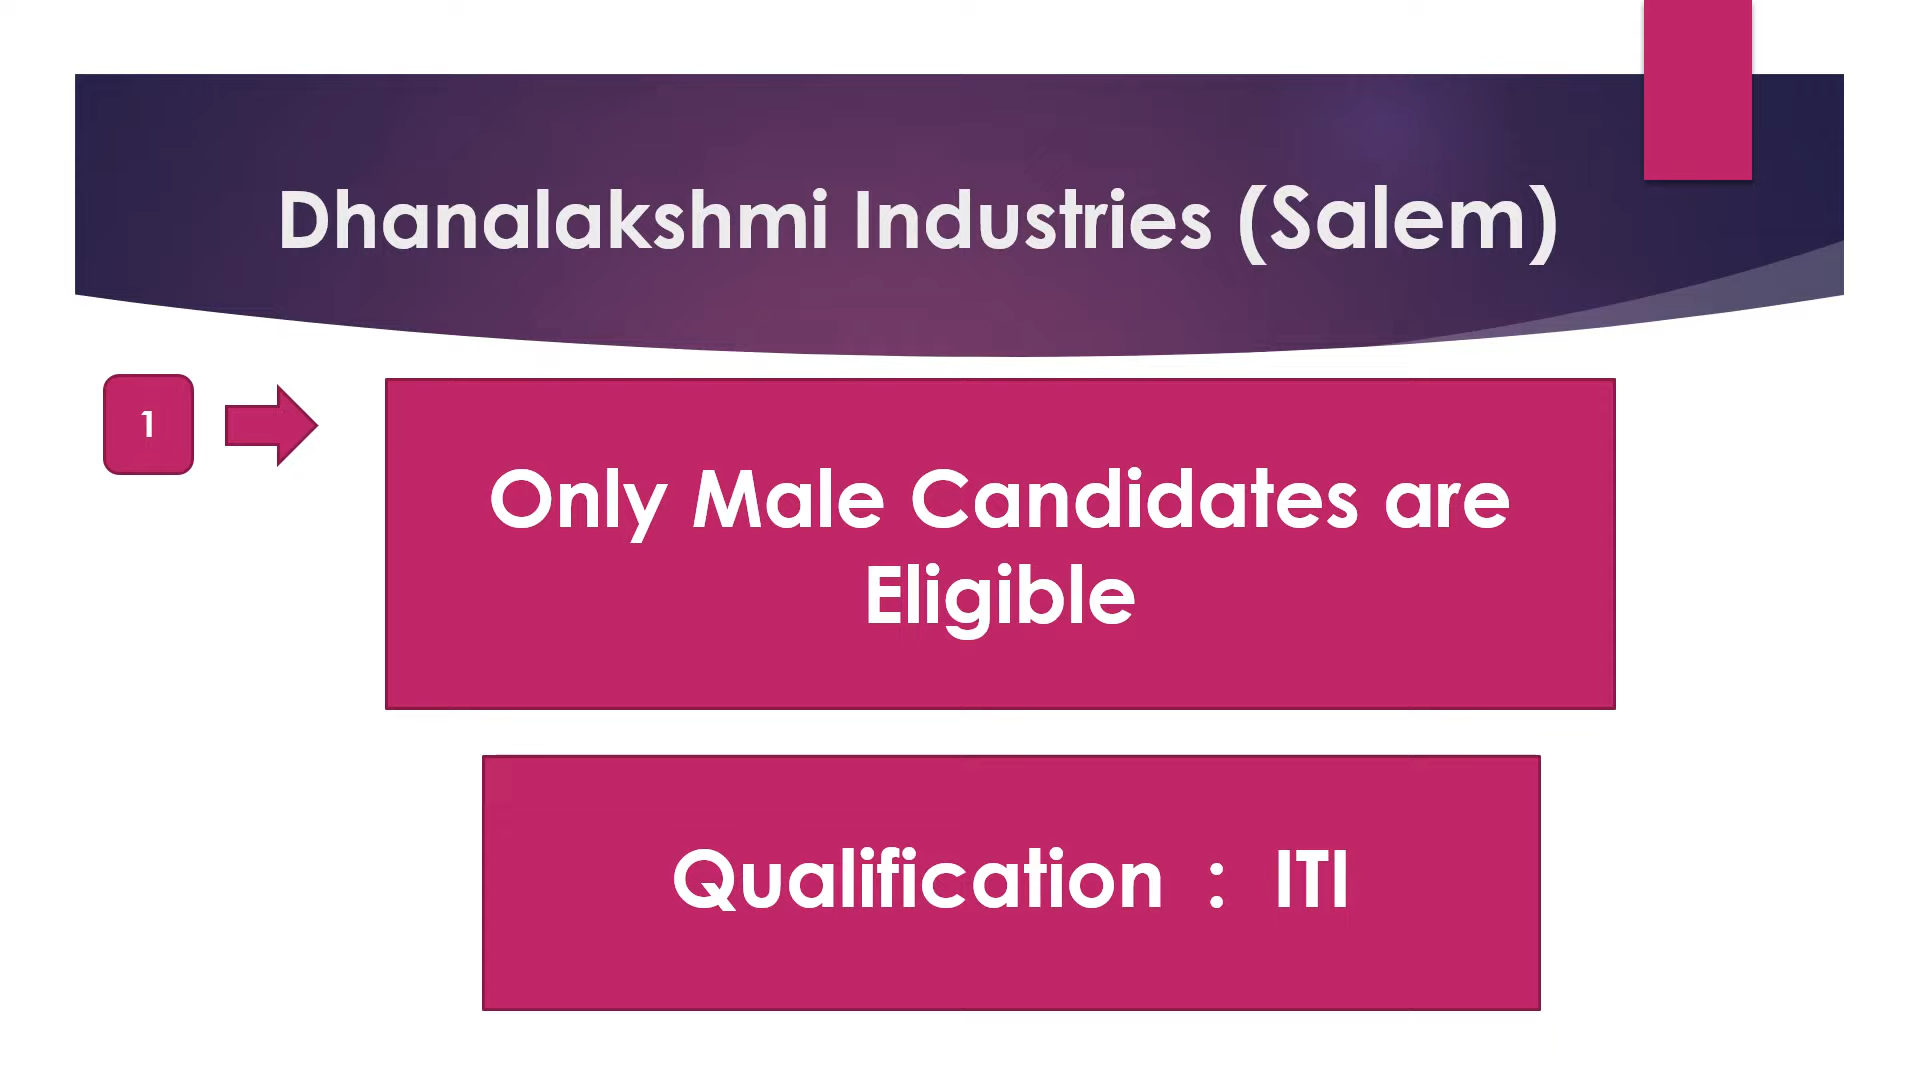 Dhanalakshmi Industries (Salem)
1
Only Male Candidates are
Eligible
Qualification : ITI